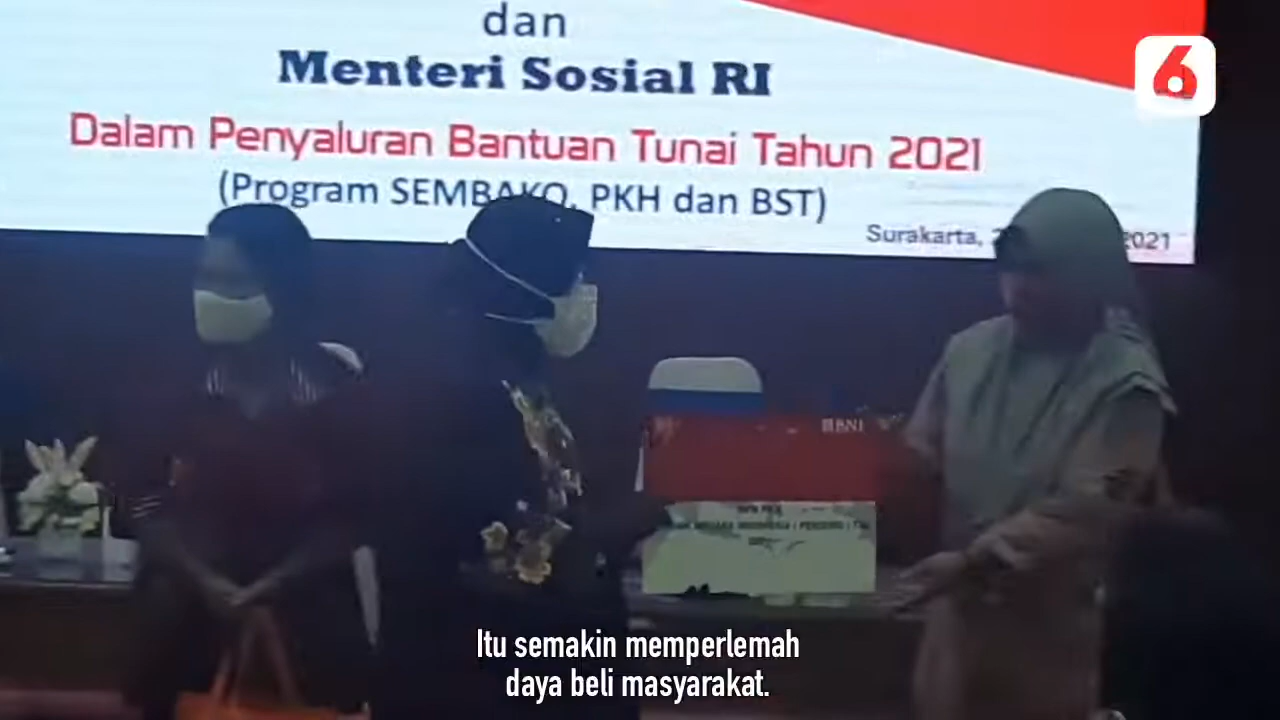 dan
Menteri Sosial RI
6
Dalam Penyaluran Bantuan Tunai Tahun 2021
(Program SEMBAKO, PKH dan BST)
Surakarta, 2021
BNI
Itu semakin memperlemah
daya beli masyarakat.